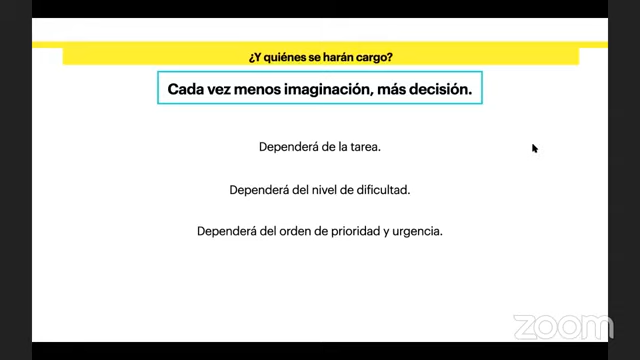 ¿Y quiénes se harán cargo?
Cada vez menos imaginación, más decisión.
Dependerá de la tarea.
Dependerá del nivel de dificultad.
Dependerá del orden de prioridad y urgencia.
zoom